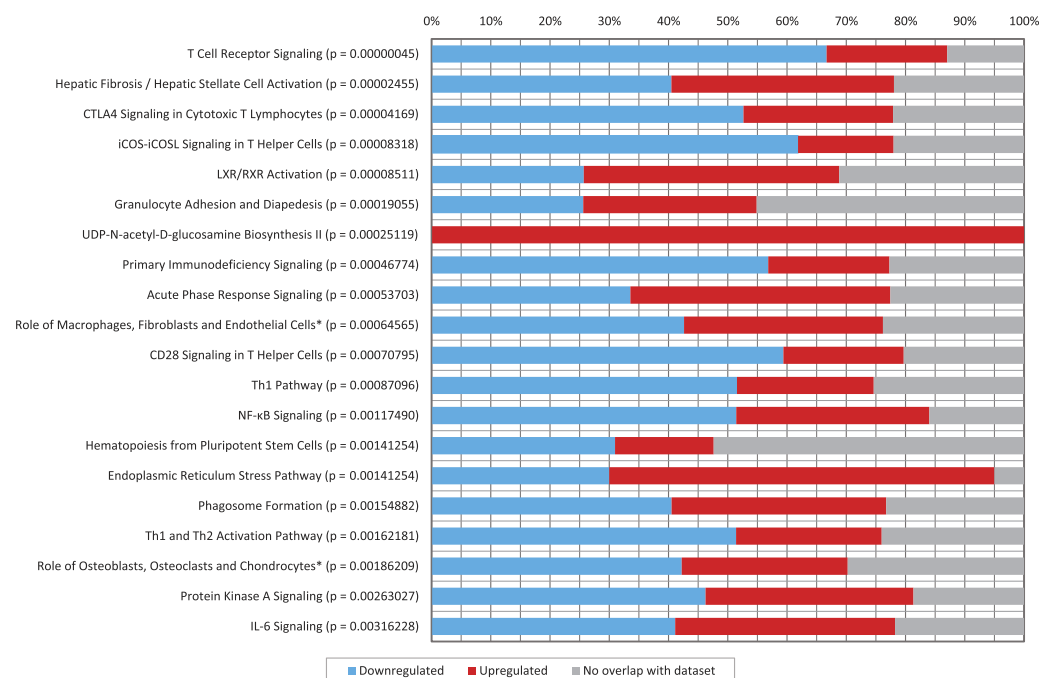 0% 10% 20% 30% 40% 50% 60% 70% 80% 90% 100%
T Cell Receptor Signaling (p = 0.00000045)
Hepatic Fibrosis / Hepatic Stellate Cell Activation (p = 0.00002455)
CTLA4 Signaling in Cytotoxic T Lymphocytes (p = 0.00004169)
iCOS-iCOSL Signaling in T Helper Cells (p = 0.00008318)
LXR/RXR Activation (p = 0.00008511)
Granulocyte Adhesion and Diapedesis (p = 0.00019055)
UDP-N-acetyl-D-glucosamine Biosynthesis II (p = 0.00025119)
Primary Immunodeficiency Signaling (p = 0.00046774)
Acute Phase Response Signaling (p = 0.00053703)
Role of Macrophages, Fibroblasts and Endothelial Cells* (p = 0.00064565)
CD28 Signaling in T Helper Cells (p = 0.00070795)
Th1 Pathway (p = 0.00087096)
NF-κB Signaling (p = 0.00117490)
Hematopoiesis from Pluripotent Stem Cells (p = 0.00141254)
Endoplasmic Reticulum Stress Pathway (p = 0.00141254)
Phagosome Formation (p = 0.00154882)
Th1 and Th2 Activation Pathway (p = 0.00162181)
Role of Osteoblasts, Osteoclasts and Chondrocytes* (p = 0.00186209)
Protein Kinase A Signaling (p = 0.00263027)
IL-6 Signaling (p = 0.00316228)
Downregulated Upregulated No overlap with dataset